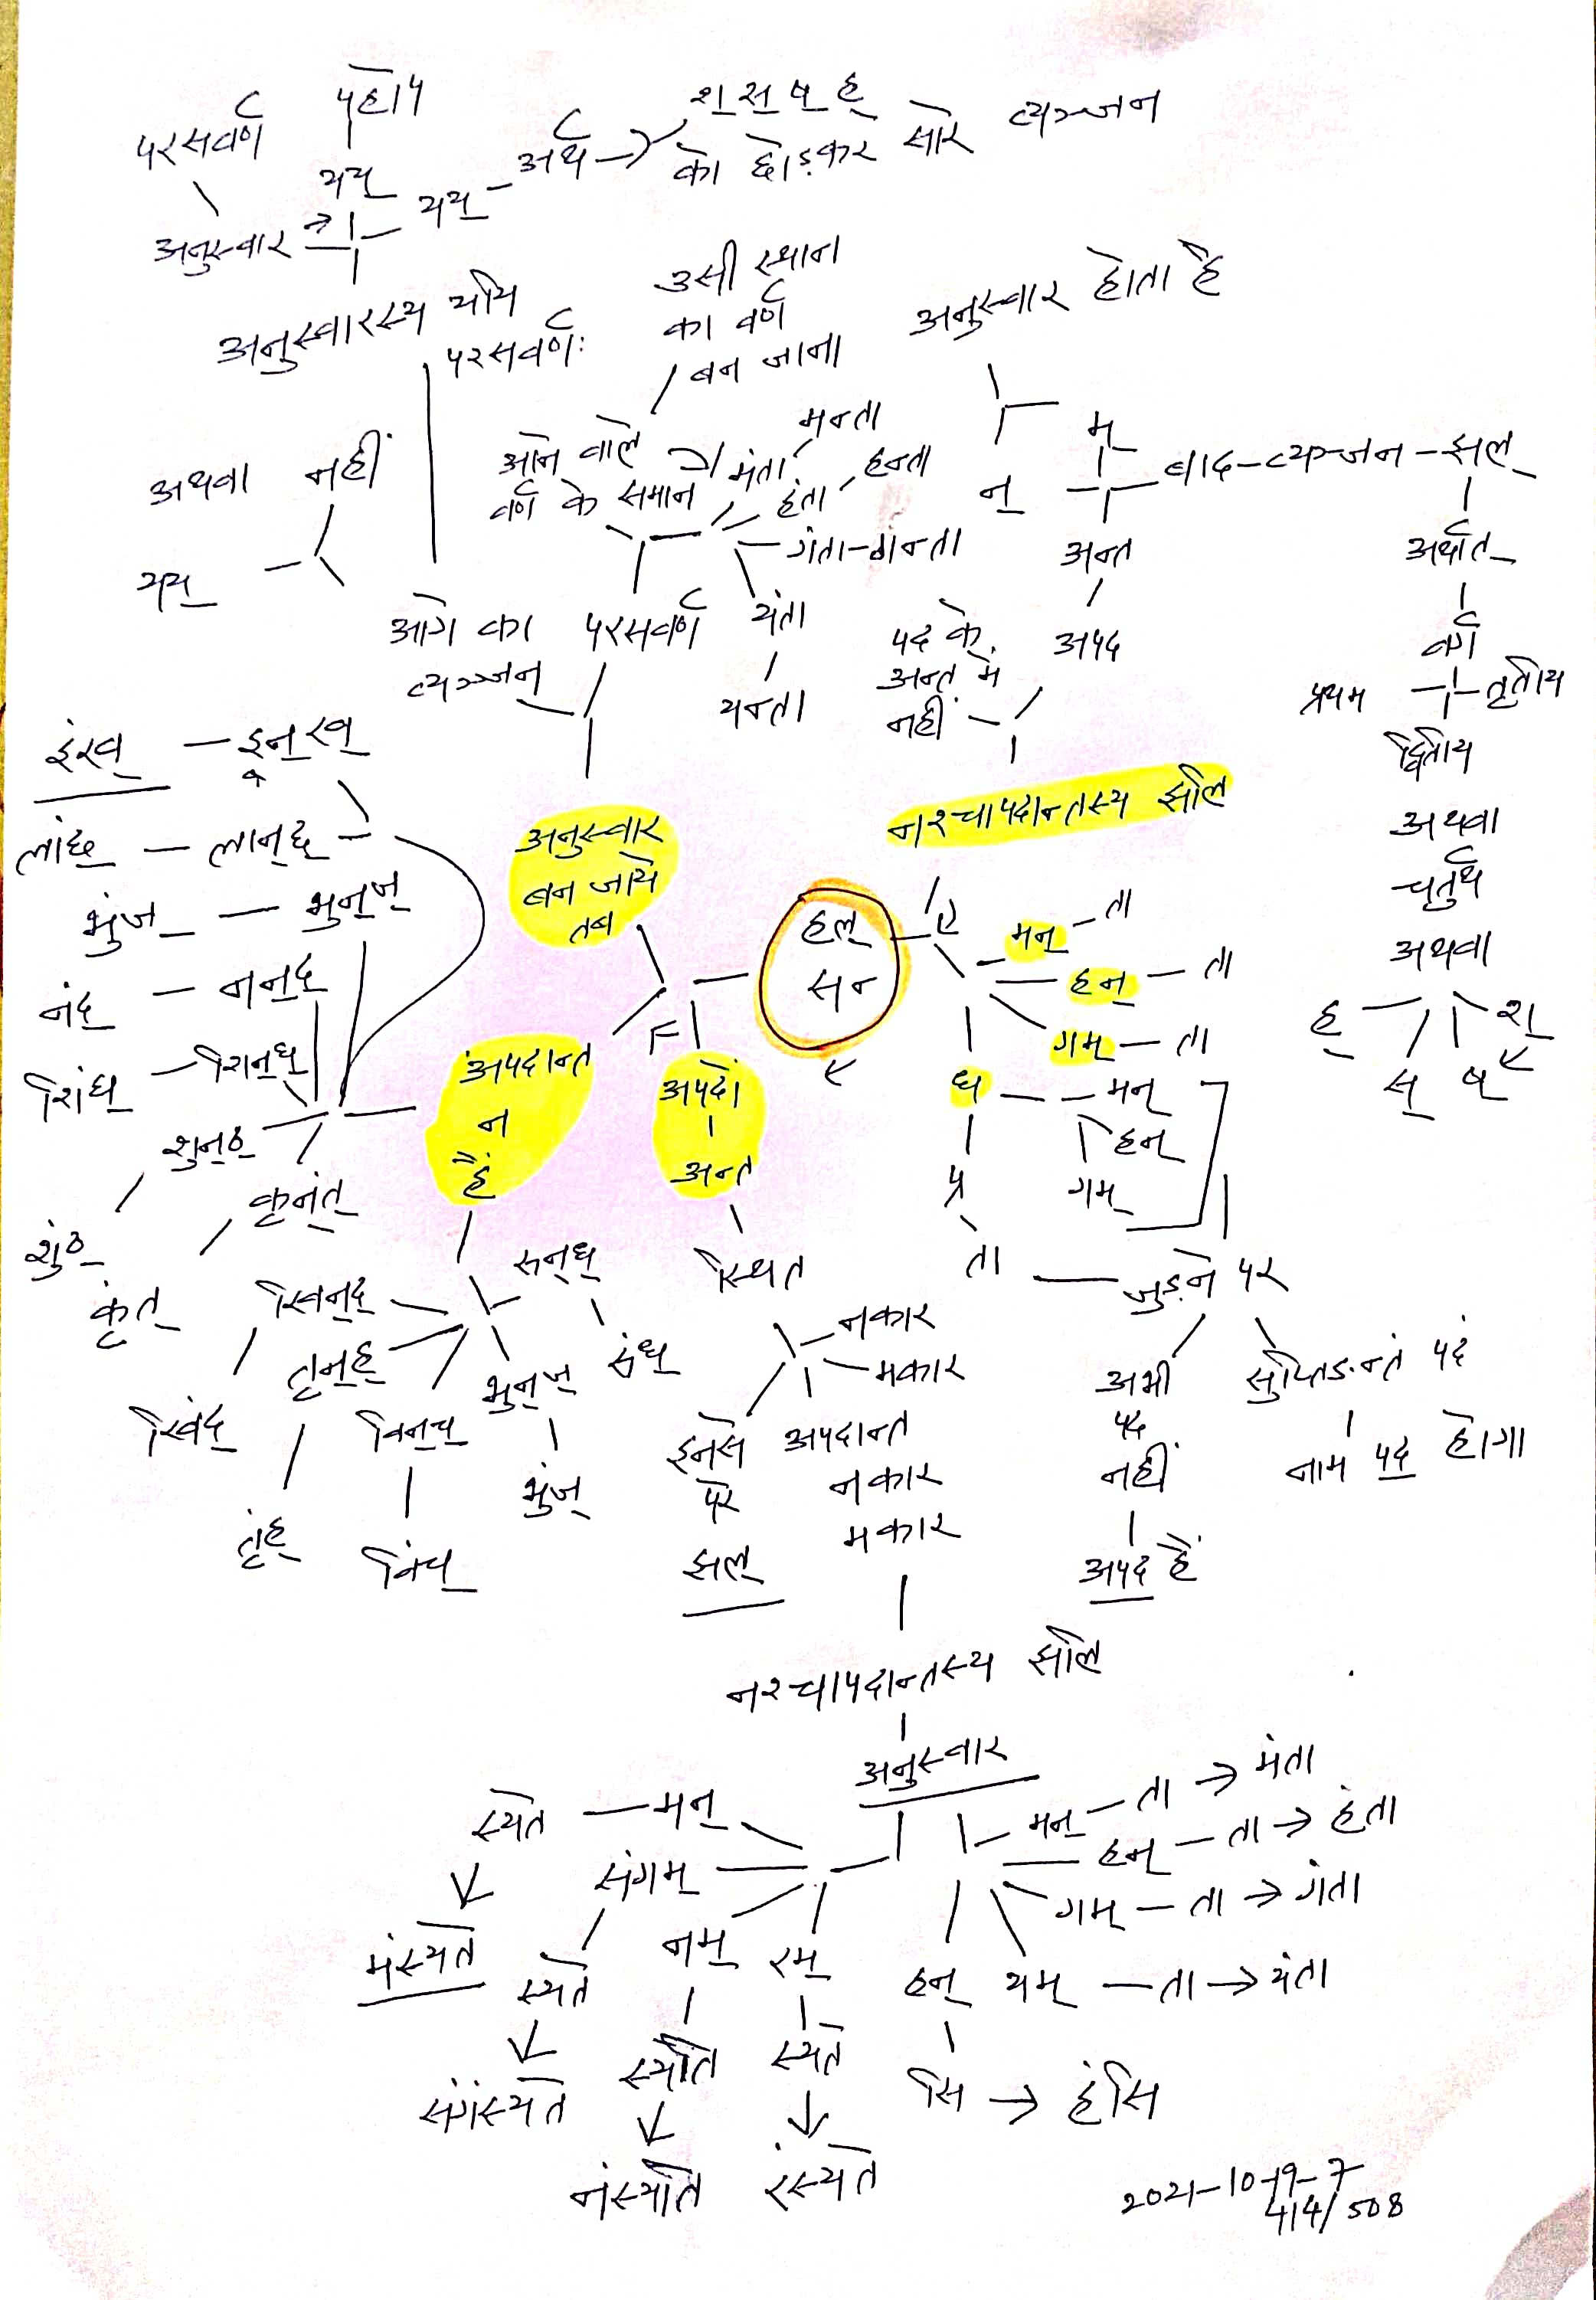 परसवर्ण
परे हो
यय्
अनुस्वार → यय् - अर्थ →
श् स् ष् ह्
को छोड़कर सारे व्यञ्जन
अनुस्वारस्य ययि
परसवर्णः
उसी स्थान
का वर्ण
बन जाना
अनुस्वार होता है
अथवा नहीं
यय्
आने वाले
वर्ण के समान
मंता मन्ता
हंता हन्ता
गंता - गन्ता
यंता
यन्ता
म्
न्
बाद - व्यञ्जन - झल्
अन्त
अर्थात्
आगे का परसवर्ण
व्यञ्जन
पद के
अन्त में
नहीं
अपद
वर्ग
प्रथम तृतीय
द्वितीय
अथवा
चतुर्थ
अथवा
ह् श्
स् ष्
इंख् - इन्ख्
लांछ् - लान्छ्
भुंज् - भुन्ज्
नंद् - नन्द्
शिंघ् - शिन्घ्
शुन्ठ्
कृन्त्
शुंठ्
कृंत्
अनुस्वार
बन जाये
तब
नश्चापदान्तस्य झलि
हल्
सन्
मन् - ता
हन् - ता
गम् - ता
अपदान्त
न
हैं
अपदे
अन्त
मन्
हन्
गम्
ता
जुड़ने पर
खिन्द्
तृन्ह्
विन्च्
भुन्ज्
सन्ध्
संध्
खिंद्
तृंह्
विंच्
भुंज्
स्थित
नकार
मकार
इनसे
परे
झल्
अपदान्त
नकार
मकार
अभी
पद
नहीं
अपद है
सुप्तिङन्तं पदं
नाम पद होगा
नश्चापदान्तस्य झलि
अनुस्वार
स्यते - मन्
मंस्यते
संगम्
स्यते
संगंस्यते
नम्
स्यति
नंस्यति
रम्
स्यते
रंस्यते
मन् - ता → मंता
हन् - ता → हंता
गम् - ता → गंता
हन् यम् - ता → यंता
सि → हंसि
2021-10-19-7
414/508